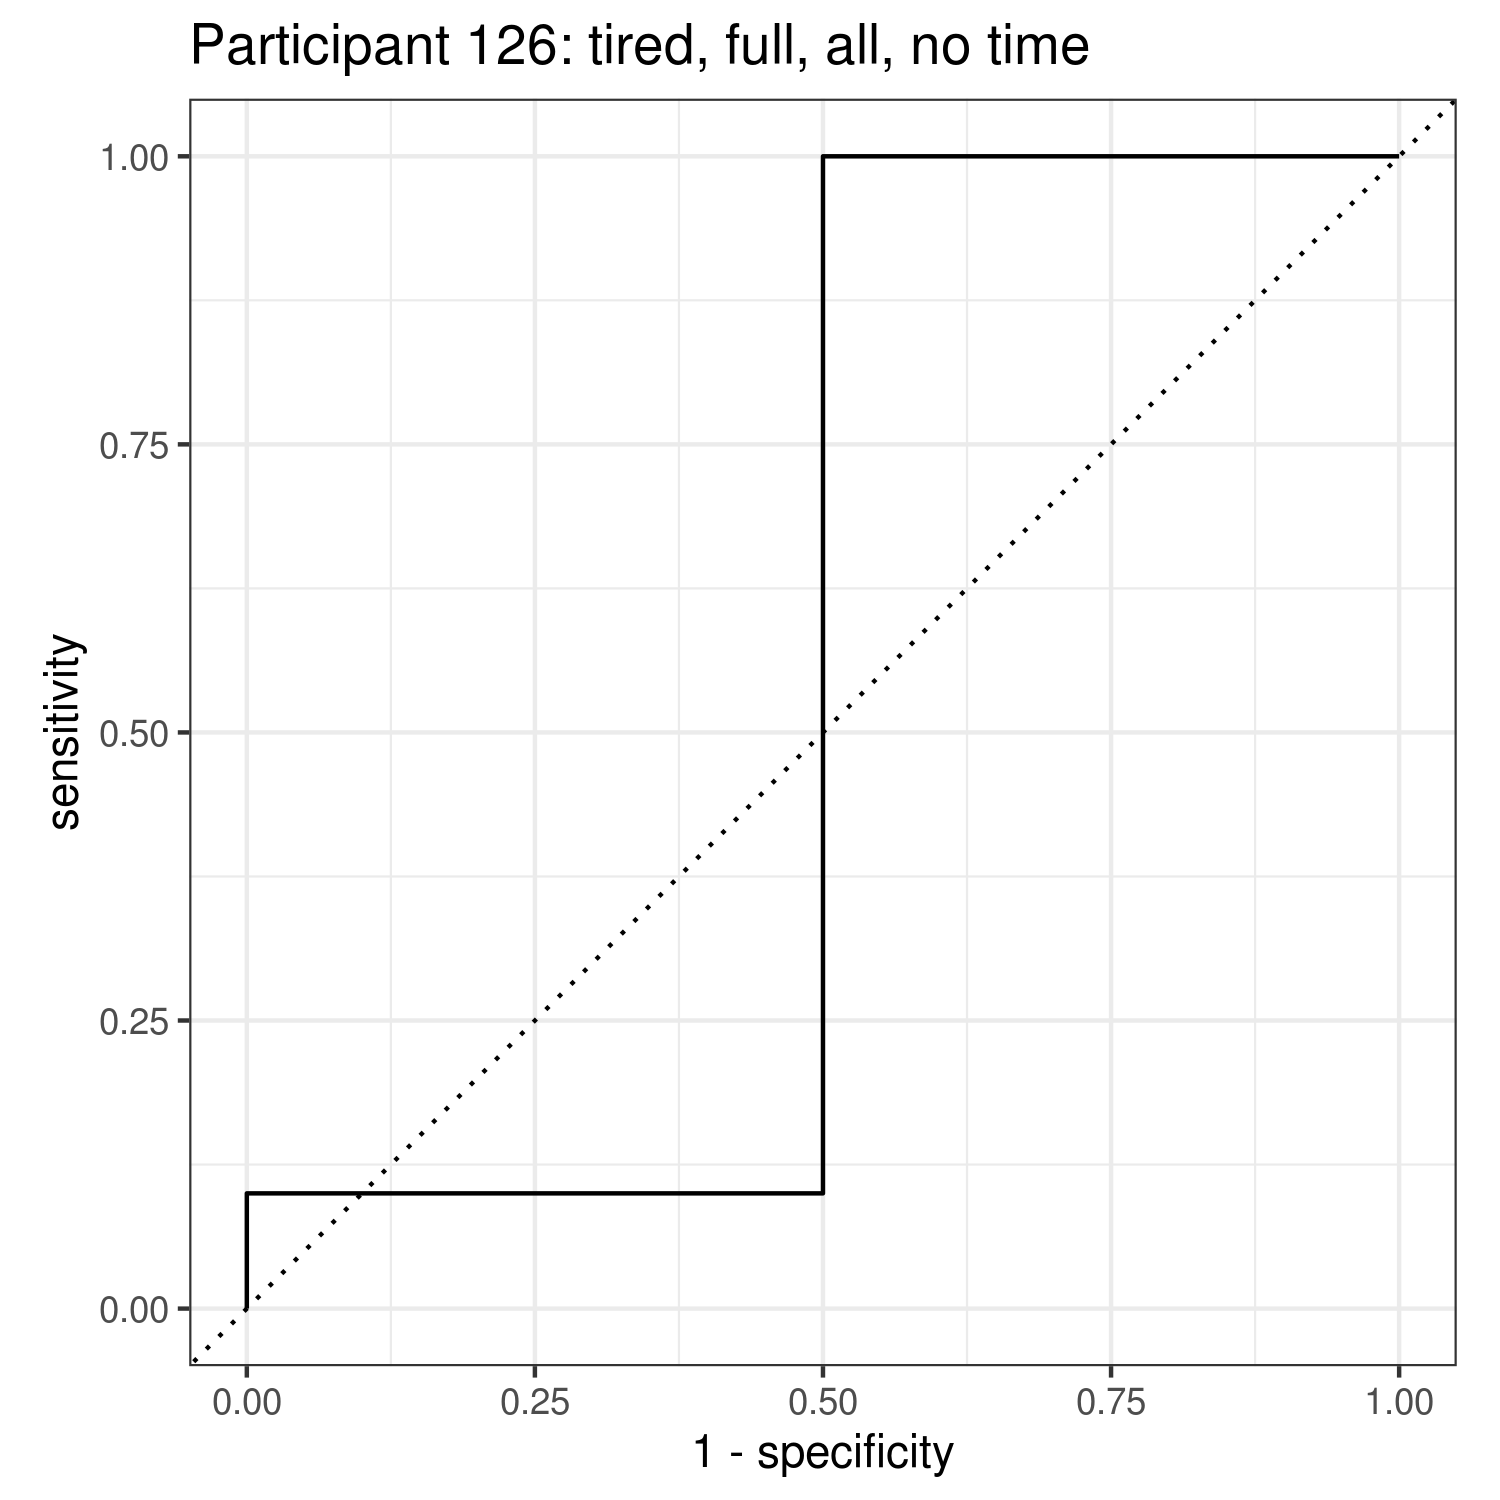 Participant 126: tired, full, all, no time
1.00
0.75
0.50
0.25
0.00
sensitivity
0.00 0.25 0.50 0.75 1.00
1 - specificity